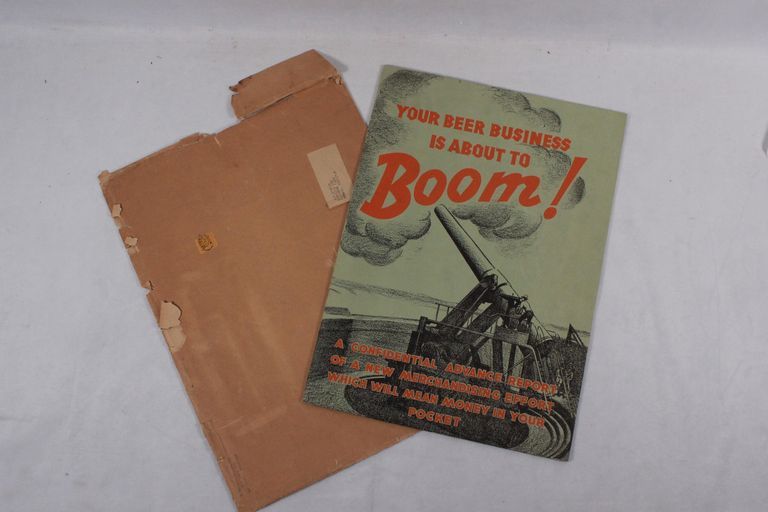 YOUR BEER BUSINESS
IS ABOUT TO
Boom!
A CONFIDENTIAL ADVANCE REPORT
OF A NEW MERCHANDISING EFFORT
WHICH WILL MEAN MONEY IN YOUR
POCKET